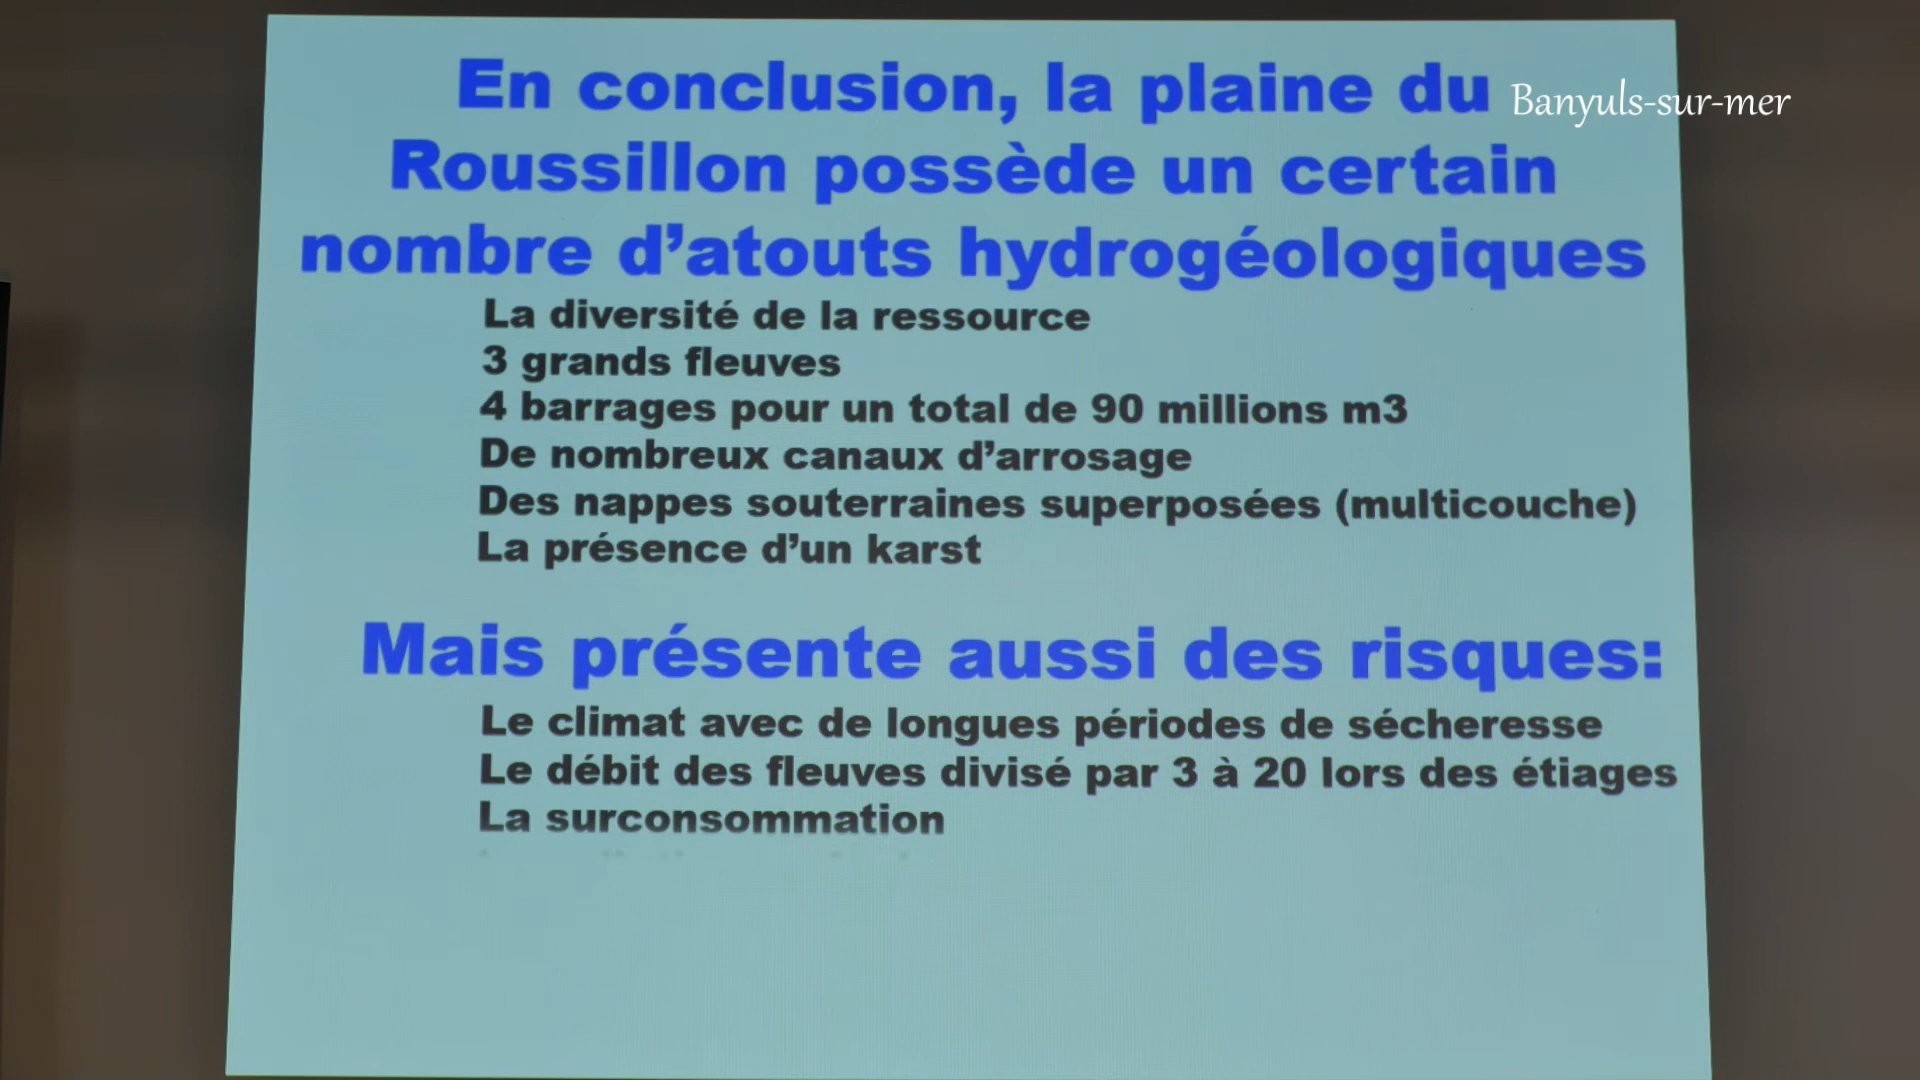 En conclusion, la plaine du
Banyuls-sur-mer
Roussillon possède un certain
nombre d'atouts hydrogéologiques
La diversité de la ressource
3 grands fleuves
4 barrages pour un total de 90 millions m3
De nombreux canaux d'arrosage
Des nappes souterraines superposées (multicouche)
La présence d'un karst
Mais présente aussi des risques:
Le climat avec de longues périodes de sécheresse
Le débit des fleuves divisé par 3 à 20 lors des étiages
La surconsommation